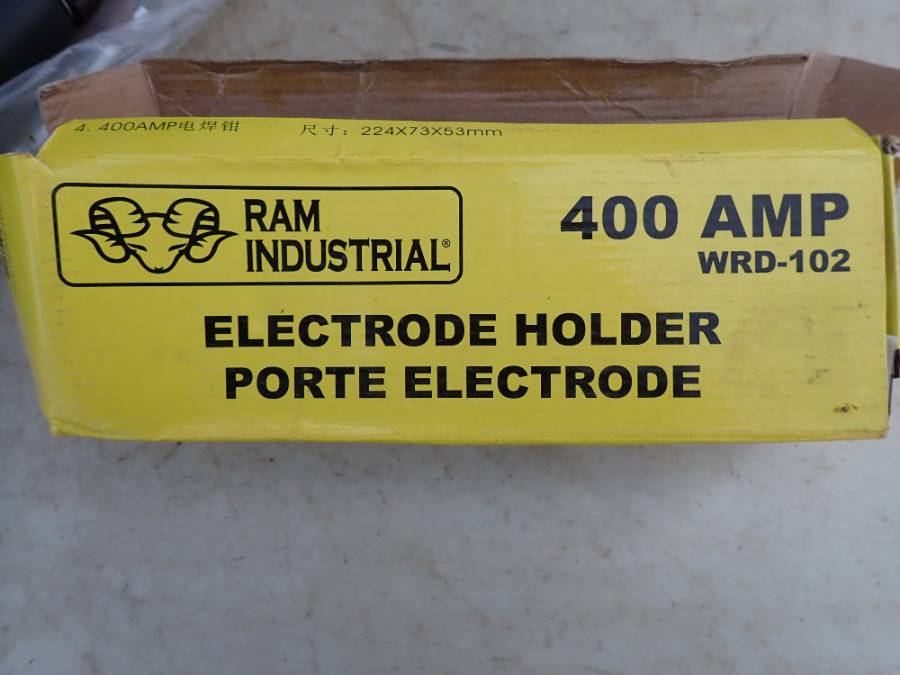 4. 400AMP电焊钳 尺寸: 224X73X53mm
RAM
INDUSTRIAL®
400 AMP
WRD-102
ELECTRODE HOLDER
PORTE ELECTRODE